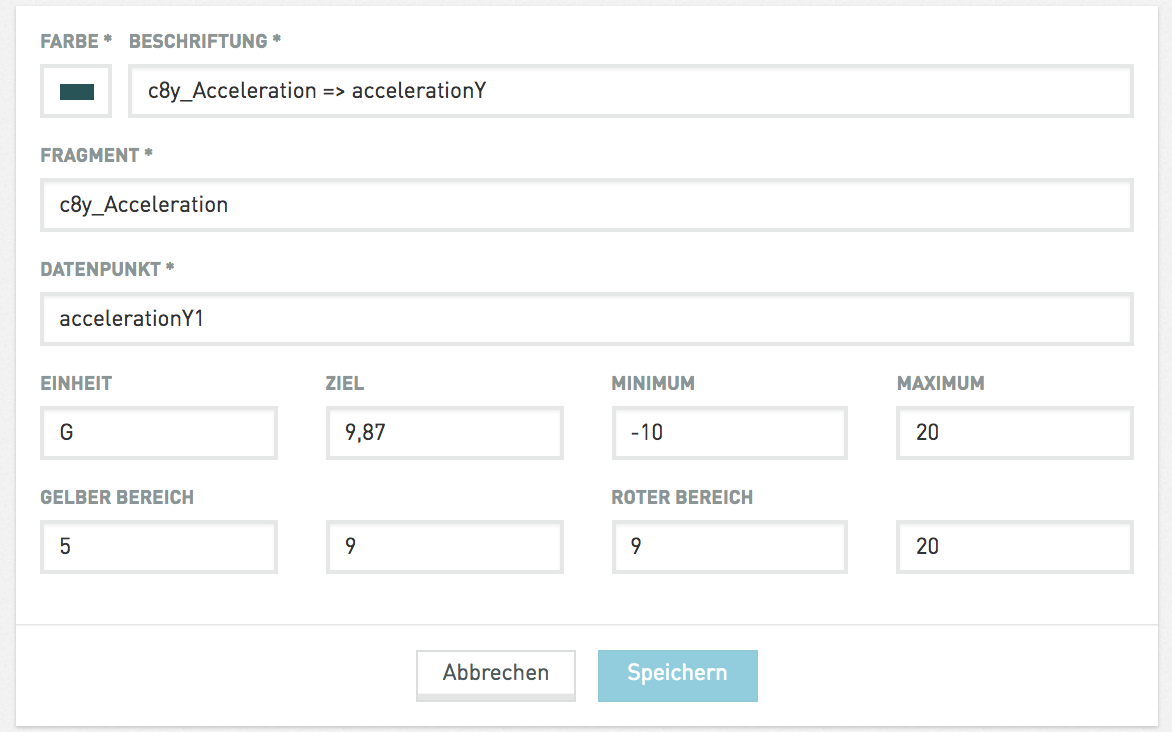 FARBE * BESCHRIFTUNG *
c8y_Acceleration => accelerationY
FRAGMENT *
c8y_Acceleration
DATENPUNKT *
accelerationY1
EINHEIT ZIEL MINIMUM MAXIMUM
G 9,87 -10 20
GELBER BEREICH ROTER BEREICH
5 9 9 20
Abbrechen Speichern